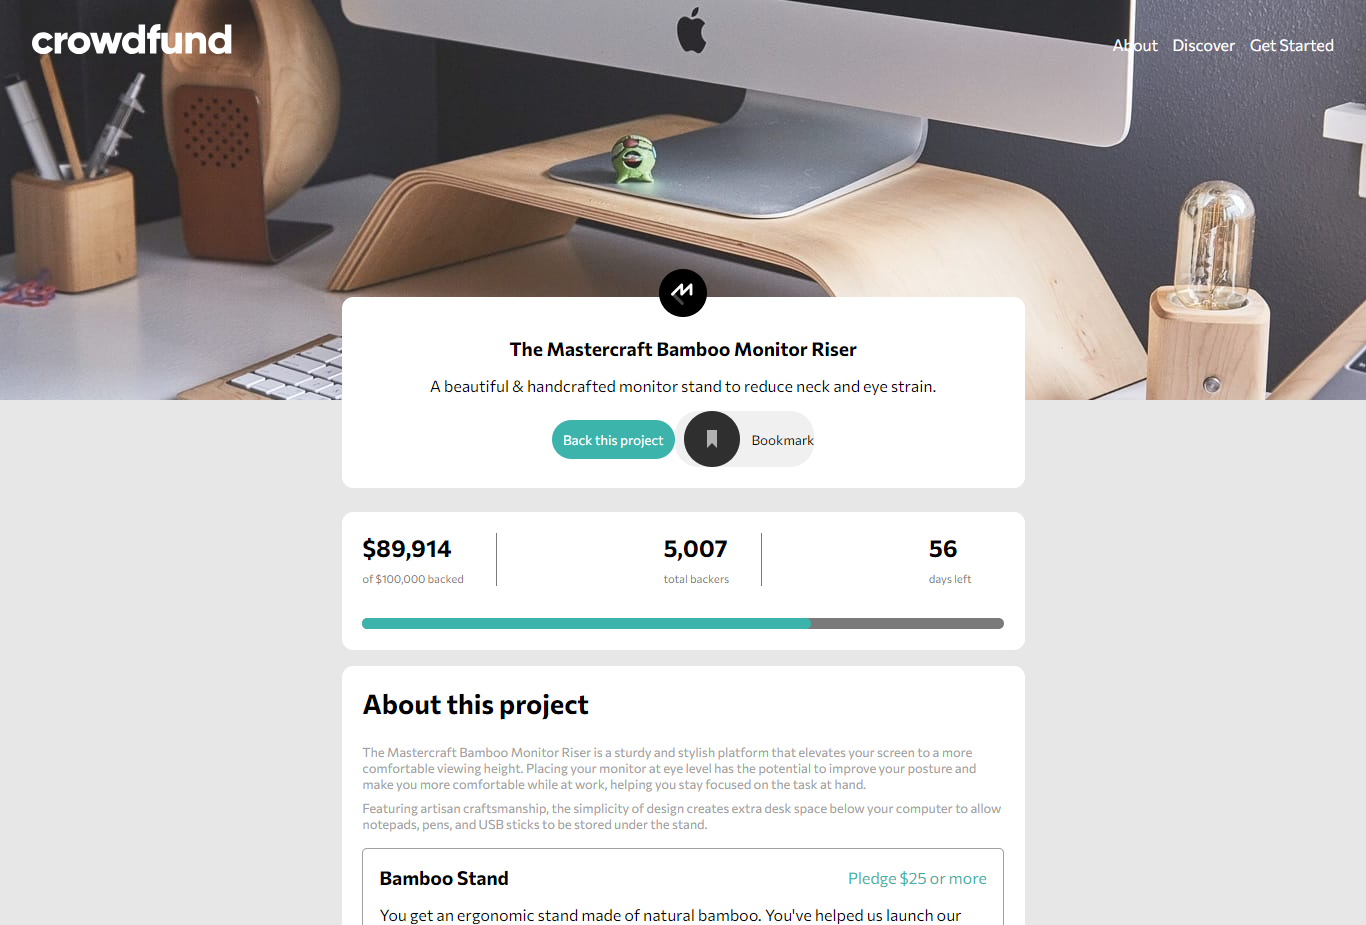 crowdfund
About Discover Get Started
The Mastercraft Bamboo Monitor Riser
A beautiful & handcrafted monitor stand to reduce neck and eye strain.
Back this project Bookmark
$89,914 5,007 56
of $100,000 backed total backers days left
About this project
The Mastercraft Bamboo Monitor Riser is a sturdy and stylish platform that elevates your screen to a more
comfortable viewing height. Placing your monitor at eye level has the potential to improve your posture and
make you more comfortable while at work, helping you stay focused on the task at hand.
Featuring artisan craftsmanship, the simplicity of design creates extra desk space below your computer to allow
notepads, pens, and USB sticks to be stored under the stand.
Bamboo Stand Pledge $25 or more
You get an ergonomic stand made of natural bamboo. You've helped us launch our